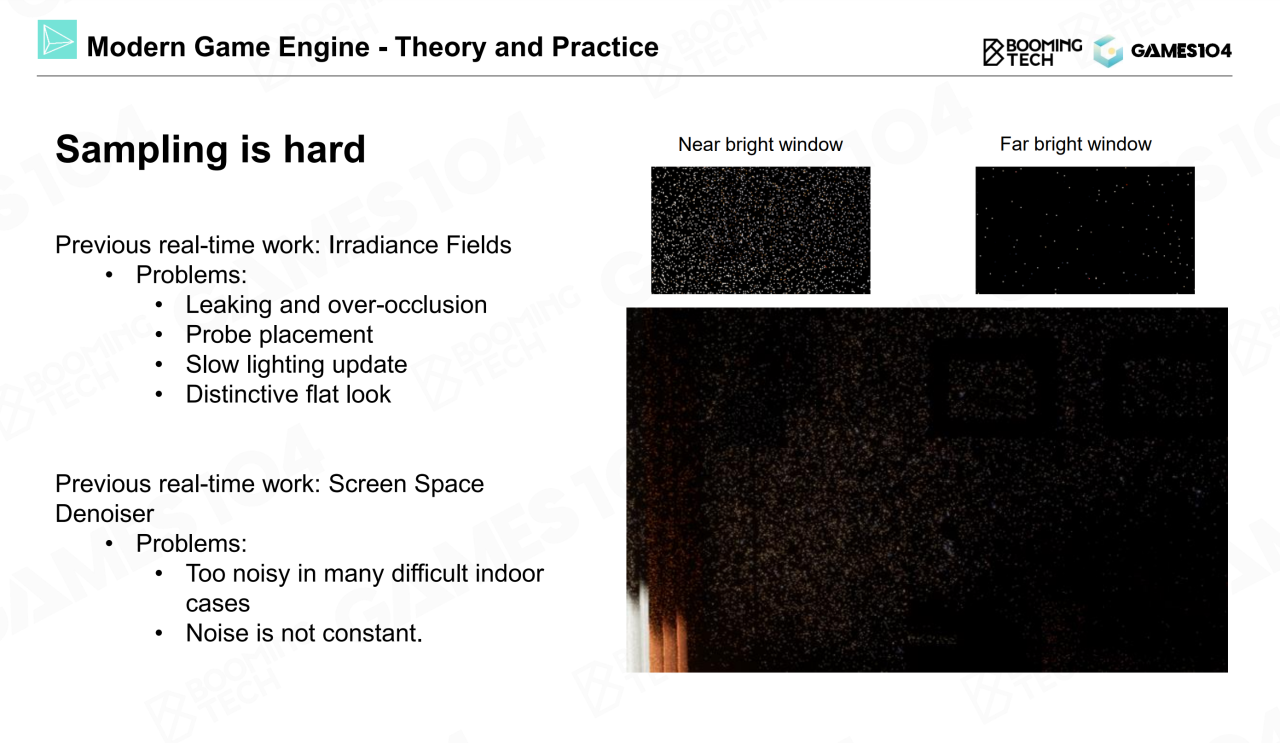 Modern Game Engine - Theory and Practice
BOOMING
TECH
GAMES104
Sampling is hard
Previous real-time work: Irradiance Fields
• Problems:
• Leaking and over-occlusion
• Probe placement
• Slow lighting update
• Distinctive flat look
Previous real-time work: Screen Space
Denoiser
• Problems:
• Too noisy in many difficult indoor
cases
• Noise is not constant.
Near bright window
Far bright window